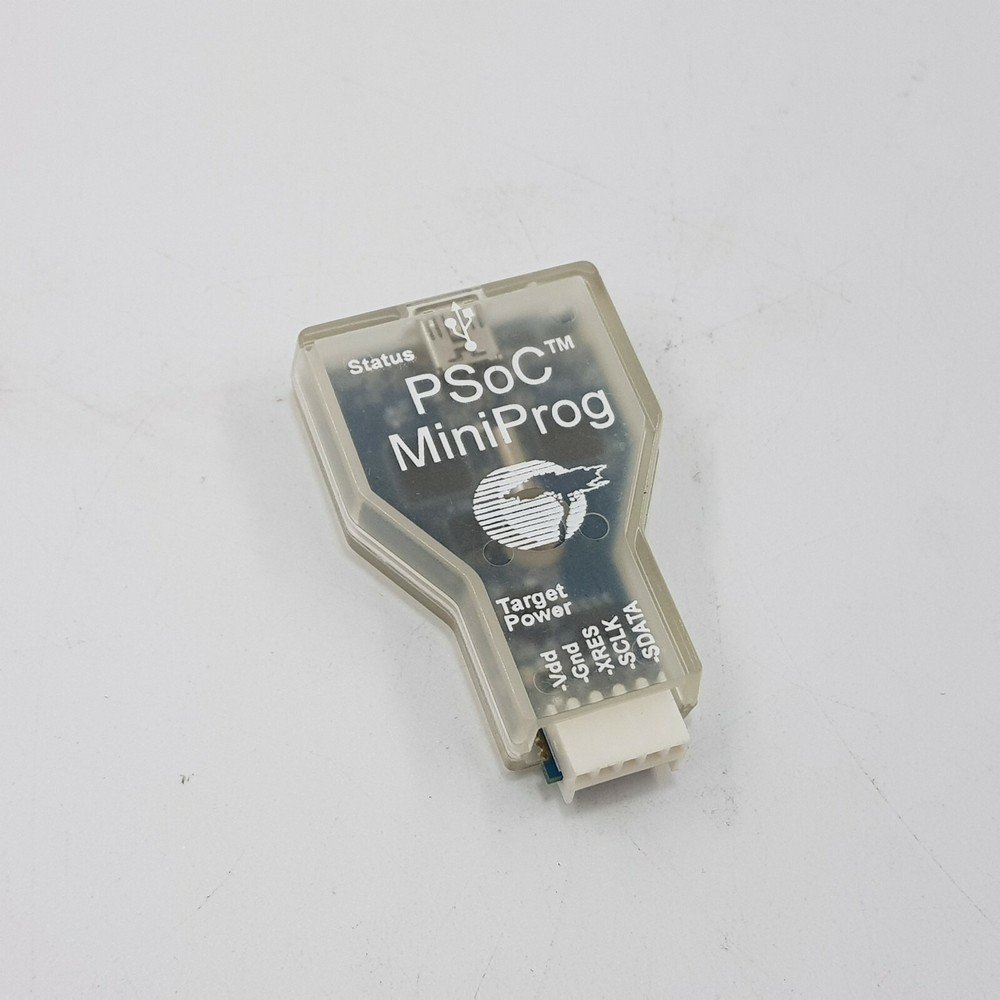 Status
PSoC™
MiniProg
Target
Power
-Vdd
-Gnd
-XRES
-SCLK
-SDATA